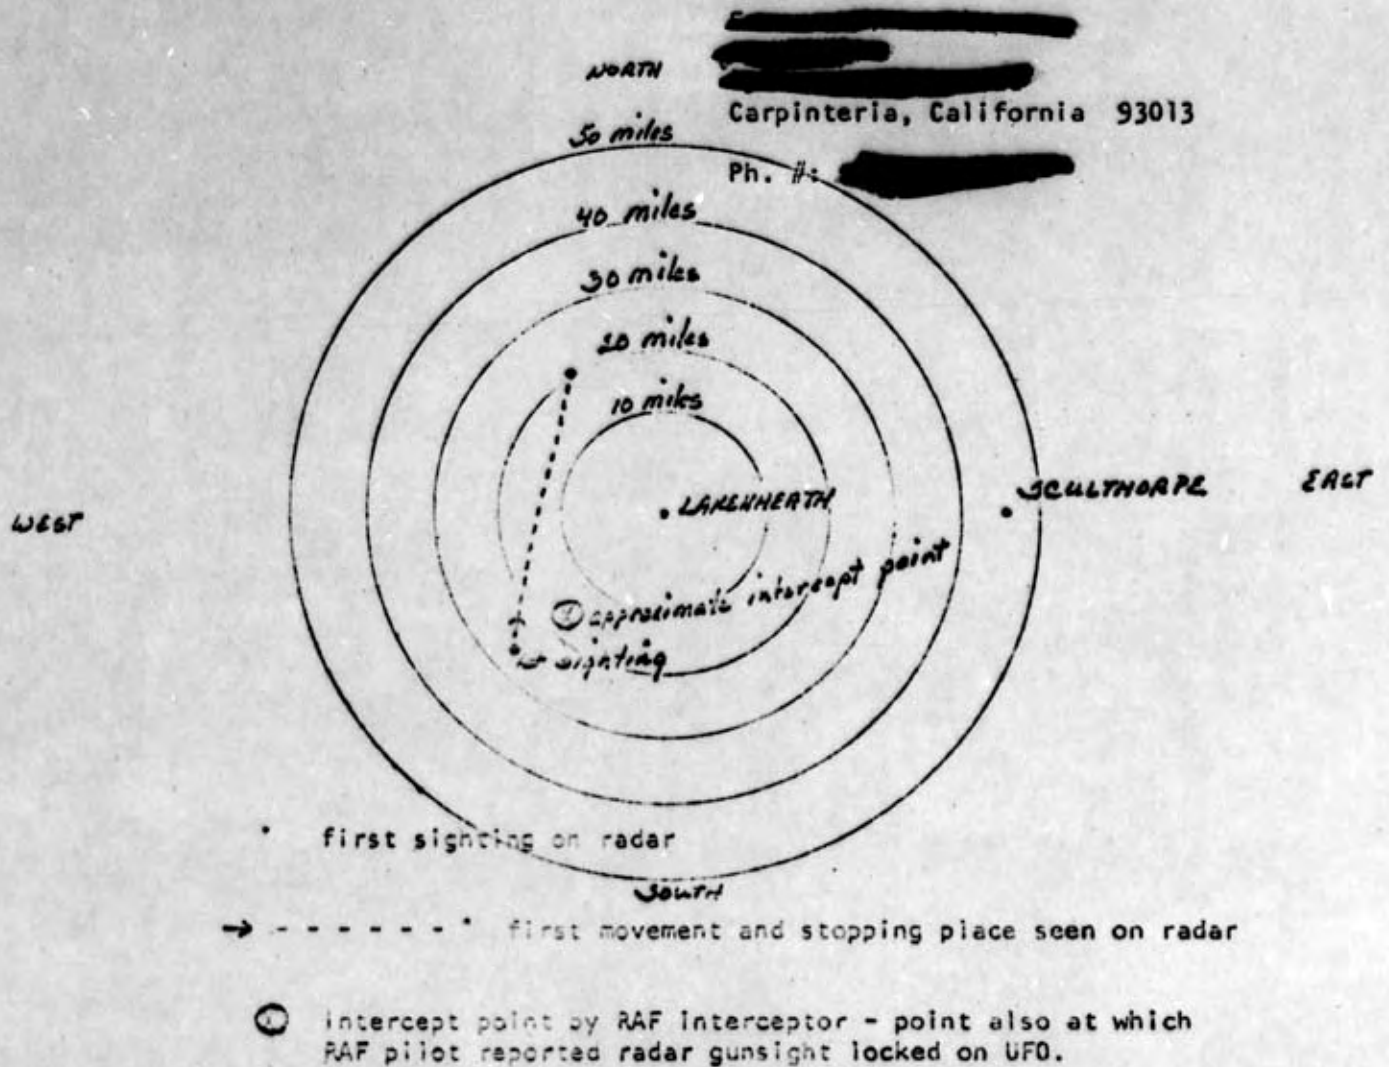 NORTH
Carpinteria, California 93013
50 miles
Ph. #:
40 miles
30 miles
20 miles
10 miles
LAKENHEATH
SCULTHORPE
EAST
WEST
approximate intercept point
Sighting
first sighting on radar
SOUTH
→ - - - - - - • first movement and stopping place seen on radar
Intercept point by RAF interceptor - point also at which
RAF pilot reported radar gunsight locked on UFO.